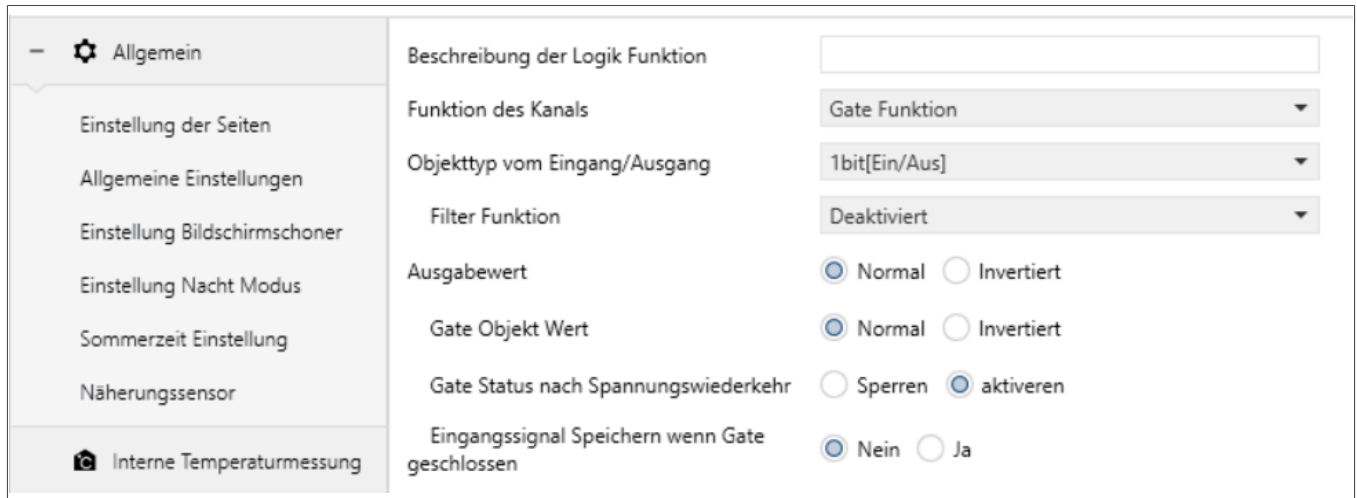 Allgemein
Einstellung der Seiten
Allgemeine Einstellungen
Einstellung Bildschirmschoner
Einstellung Nacht Modus
Sommerzeit Einstellung
Näherungssensor
Interne Temperaturmessung
Beschreibung der Logik Funktion
Funktion des Kanals Gate Funktion
Objekttyp vom Eingang/Ausgang 1bit[Ein/Aus]
Filter Funktion Deaktiviert
Ausgabewert Normal Invertiert
Gate Objekt Wert Normal Invertiert
Gate Status nach Spannungswiederkehr Sperren aktiveren
Eingangssignal Speichern wenn Gate
geschlossen Nein Ja